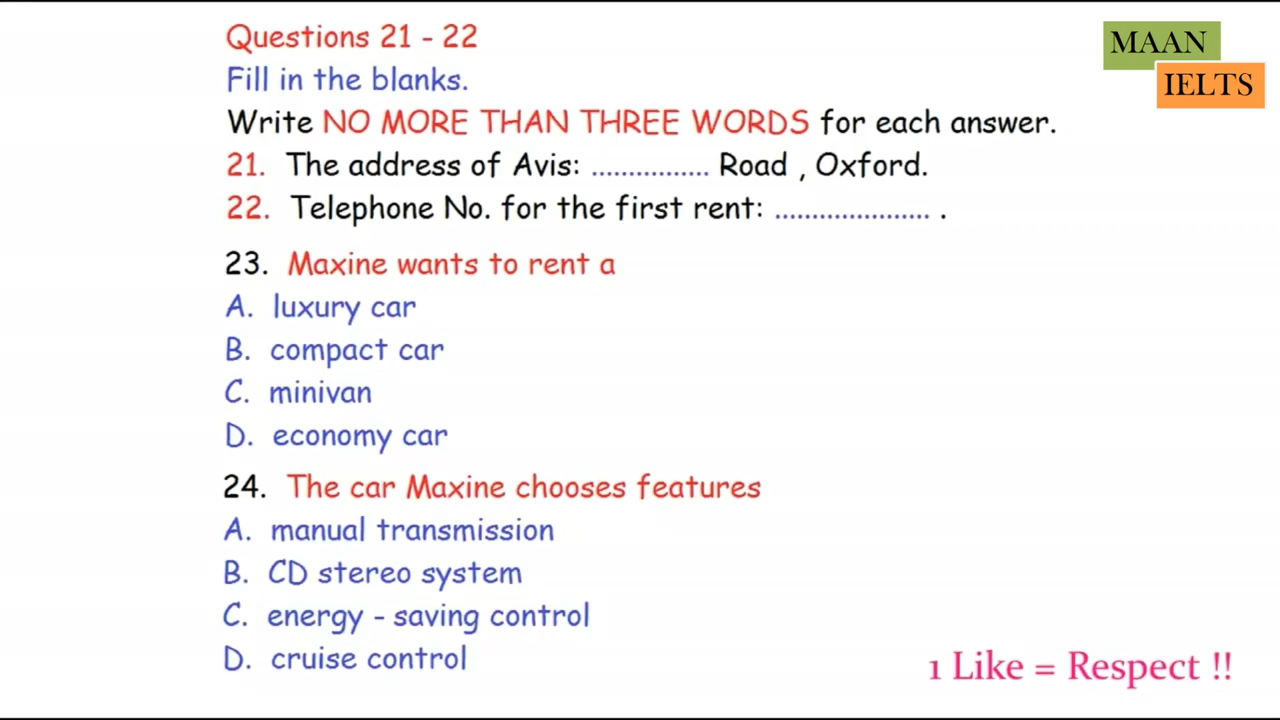 Questions 21 - 22
MAAN
IELTS
Fill in the blanks.
Write NO MORE THAN THREE WORDS for each answer.
21. The address of Avis: ................ Road , Oxford.
22. Telephone No. for the first rent: ..................... .
23. Maxine wants to rent a
A. luxury car
B. compact car
C. minivan
D. economy car
24. The car Maxine chooses features
A. manual transmission
B. CD stereo system
C. energy - saving control
D. cruise control
1 Like = Respect !!